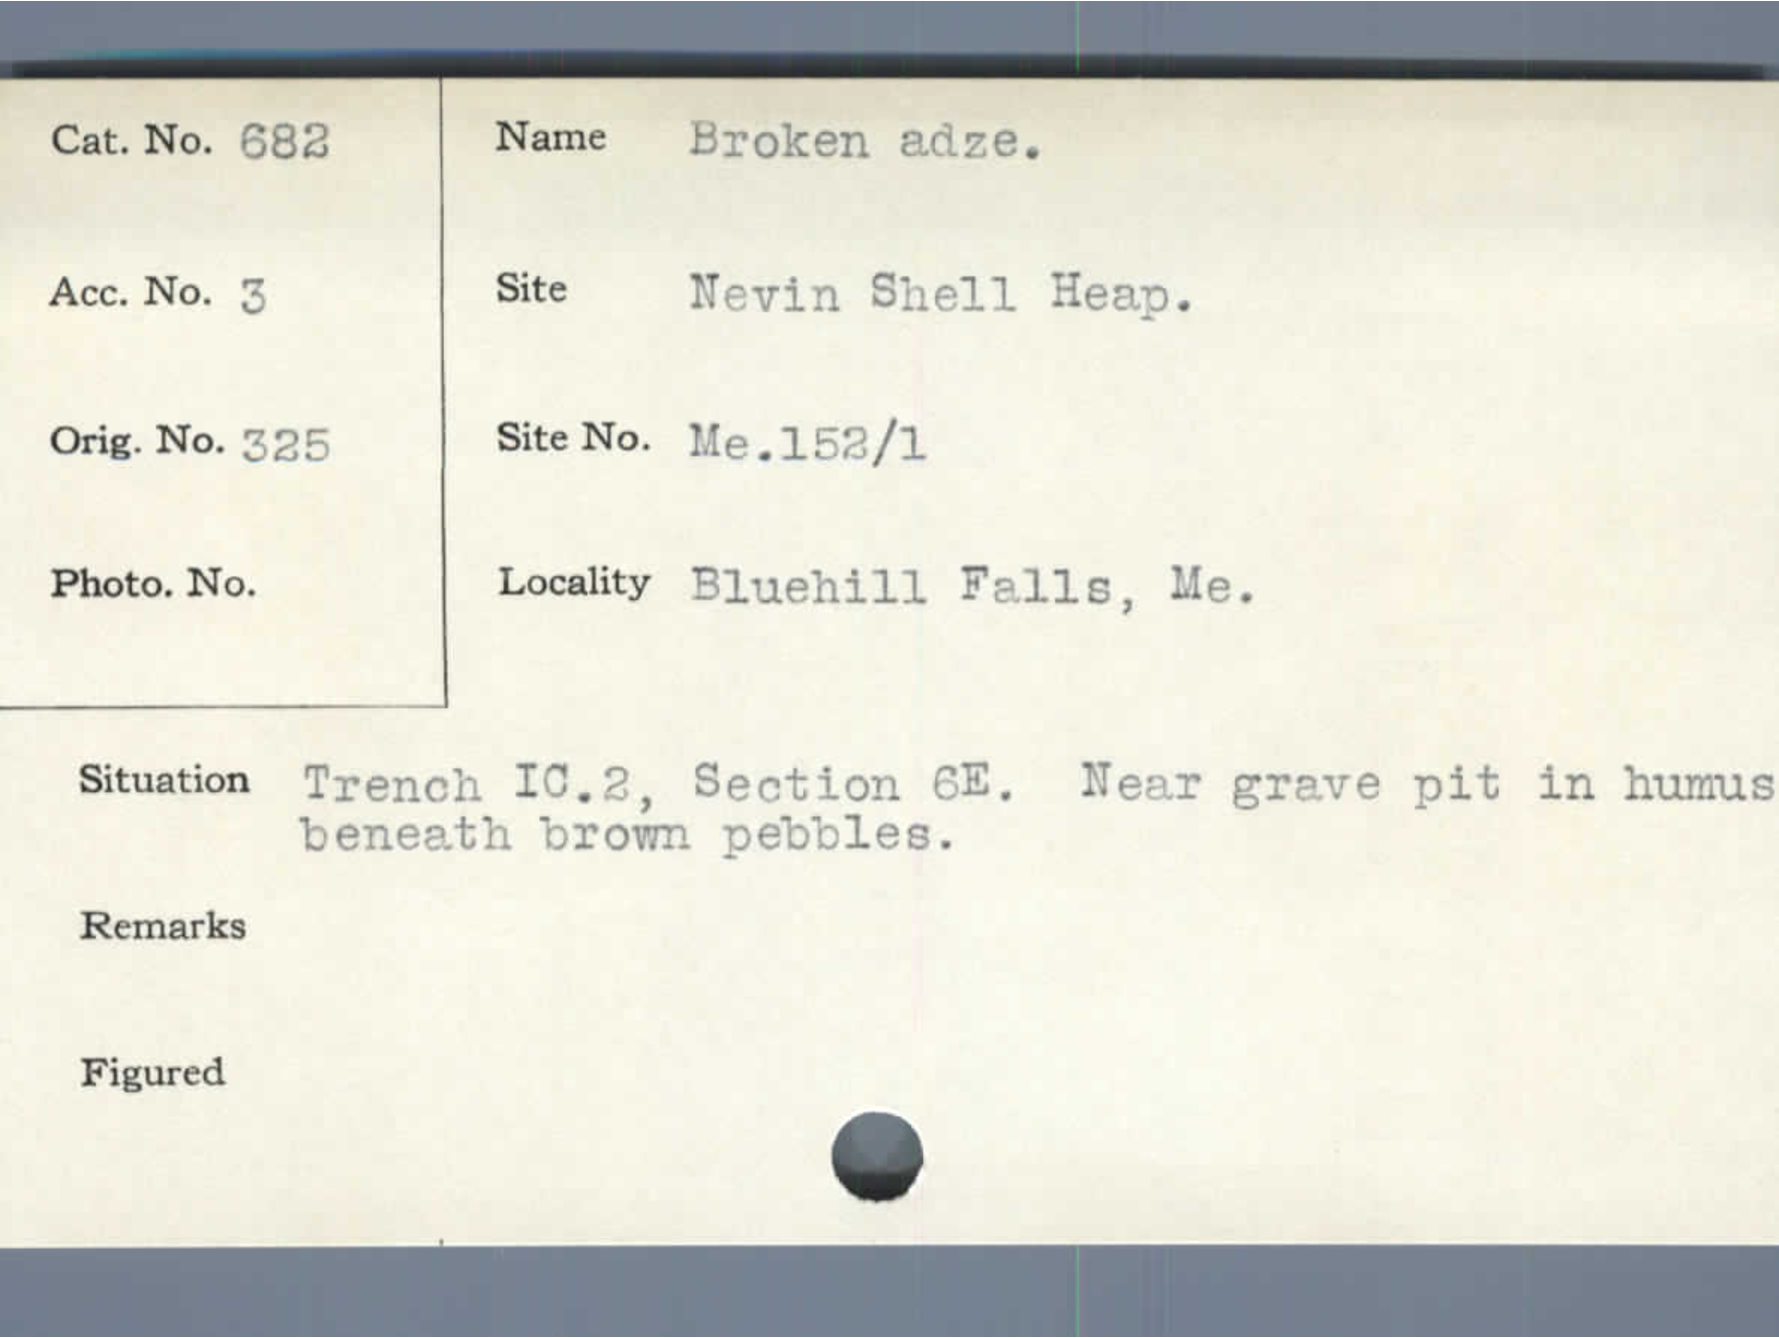 Cat. No. 682
Name Broken adze.
Acc. No. 3
Site Nevin Shell Heap.
Orig. No. 325
Site No. Me.152/1
Photo. No.
Locality Bluehill Falls, Me.
Situation Trench IC.2, Section 6E. Near grave pit in humus
beneath brown pebbles.
Remarks
Figured